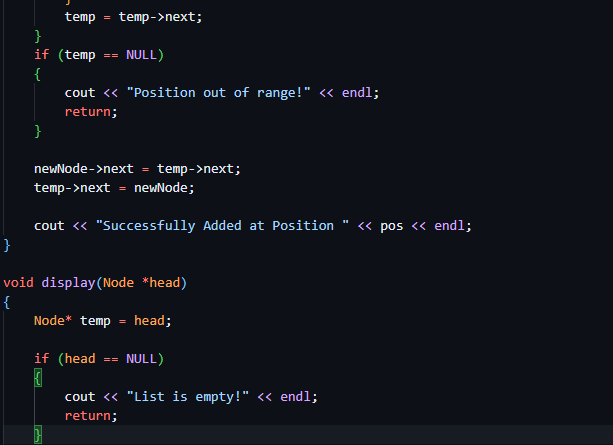 }
temp = temp->next;
}
if (temp == NULL)
{
cout << "Position out of range!" << endl;
return;
}
newNode->next = temp->next;
temp->next = newNode;
cout << "Successfully Added at Position " << pos << endl;
}
void display(Node *head)
{
Node* temp = head;
if (head == NULL)
{
cout << "List is empty!" << endl;
return;
}